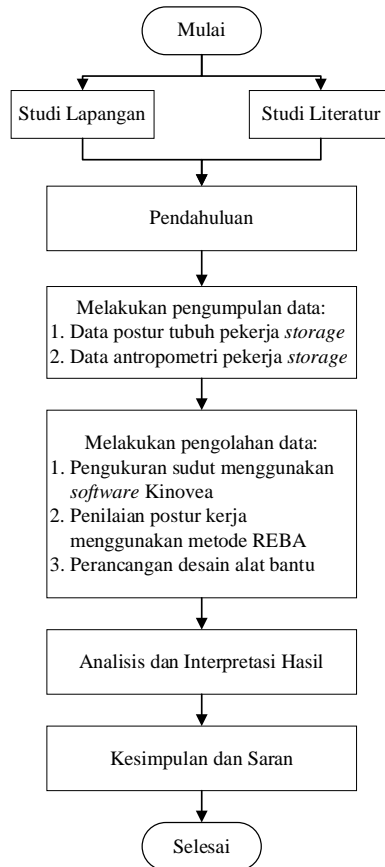 Mulai
Studi Lapangan
Studi Literatur
Pendahuluan
Melakukan pengumpulan data:
1. Data postur tubuh pekerja storage
2. Data antropometri pekerja storage
Melakukan pengolahan data:
1. Pengukuran sudut menggunakan
software Kinovea
2. Penilaian postur kerja
menggunakan metode REBA
3. Perancangan desain alat bantu
Analisis dan Interpretasi Hasil
Kesimpulan dan Saran
Selesai